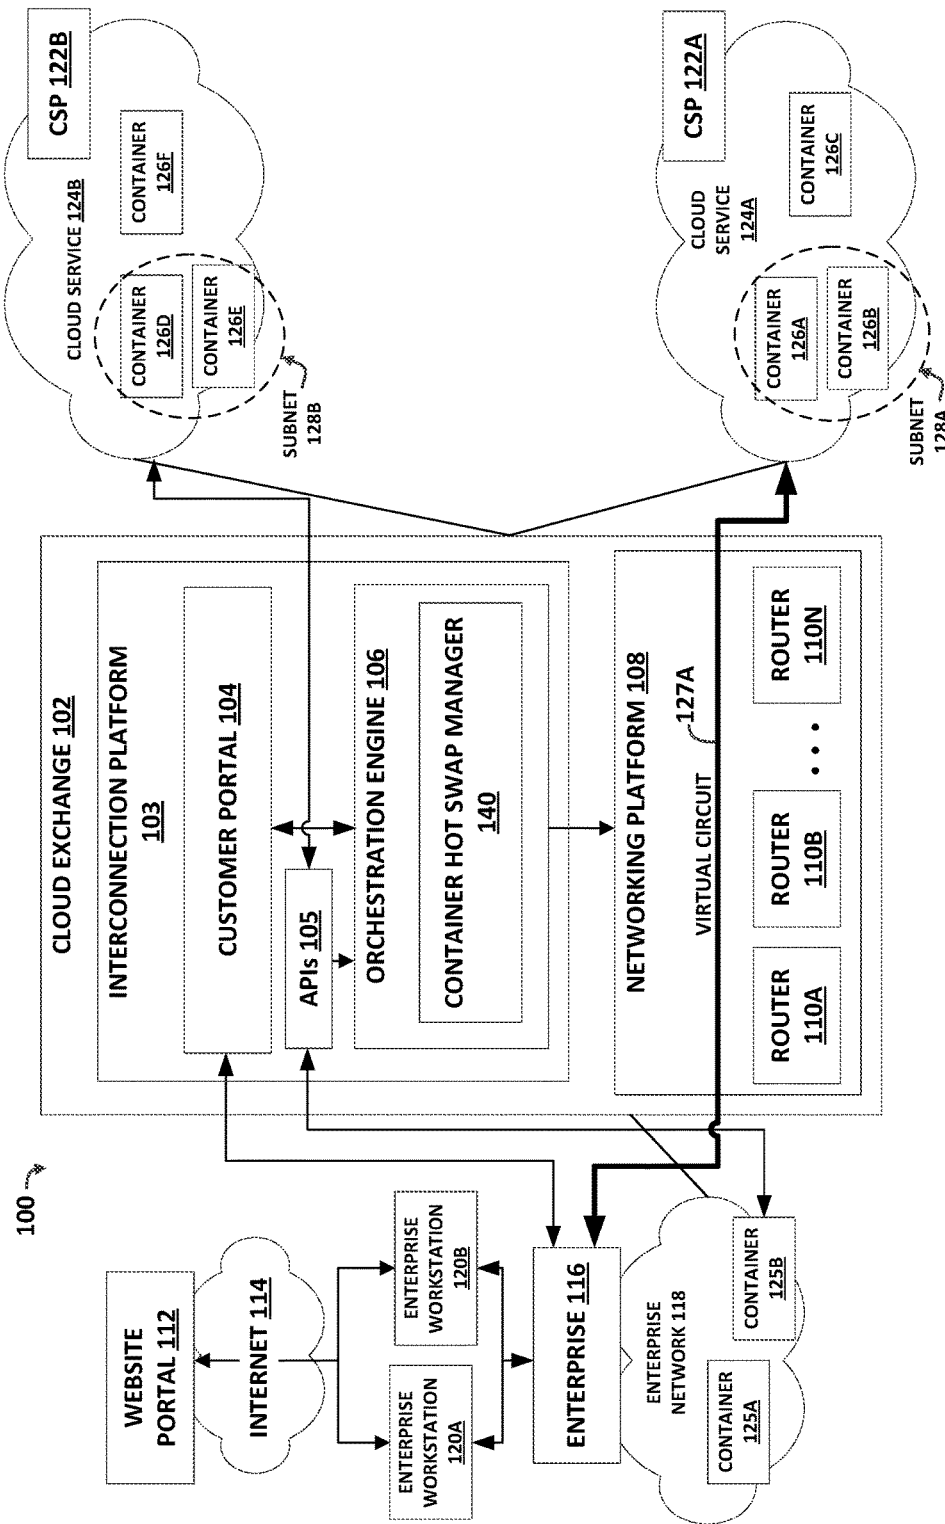 100
WEBSITE
PORTAL 112
INTERNET 114
ENTERPRISE
WORKSTATION
120A
ENTERPRISE
WORKSTATION
120B
ENTERPRISE 116
ENTERPRISE
NETWORK 118
CONTAINER
125A
CONTAINER
125B
CLOUD EXCHANGE 102
INTERCONNECTION PLATFORM
103
CUSTOMER PORTAL 104
APIs 105
ORCHESTRATION ENGINE 106
CONTAINER HOT SWAP MANAGER
140
NETWORKING PLATFORM 108
VIRTUAL CIRCUIT
127A
ROUTER
110A
ROUTER
110B
• • •
ROUTER
110N
CSP 122B
CLOUD SERVICE 124B
CONTAINER
126D
CONTAINER
126E
CONTAINER
126F
SUBNET
128B
CSP 122A
CLOUD
SERVICE
124A
CONTAINER
126A
CONTAINER
126B
CONTAINER
126C
SUBNET
128A